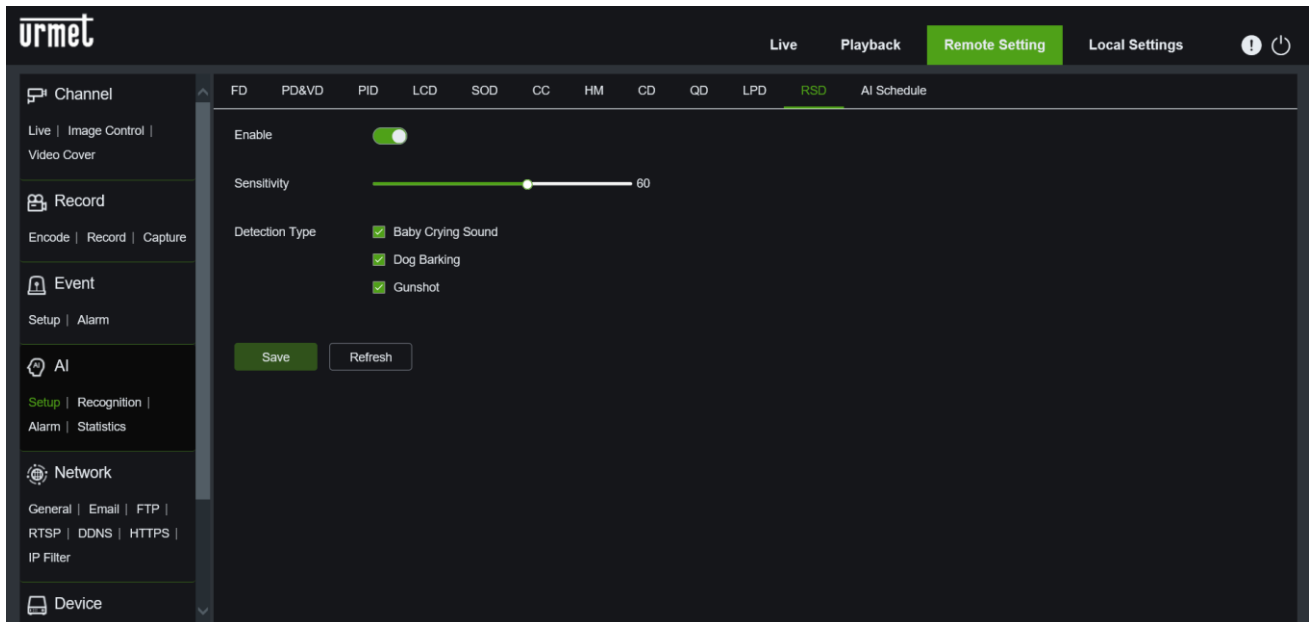 urmet
Live Playback Remote Setting Local Settings
Channel
Live | Image Control |
Video Cover
Record
Encode | Record | Capture
Event
Setup | Alarm
AI
Setup | Recognition |
Alarm | Statistics
Network
General | Email | FTP |
RTSP | DDNS | HTTPS |
IP Filter
Device
FD PD&VD PID LCD SOD CC HM CD QD LPD RSD AI Schedule
Enable
Sensitivity 60
Detection Type Baby Crying Sound
Dog Barking
Gunshot
Save Refresh